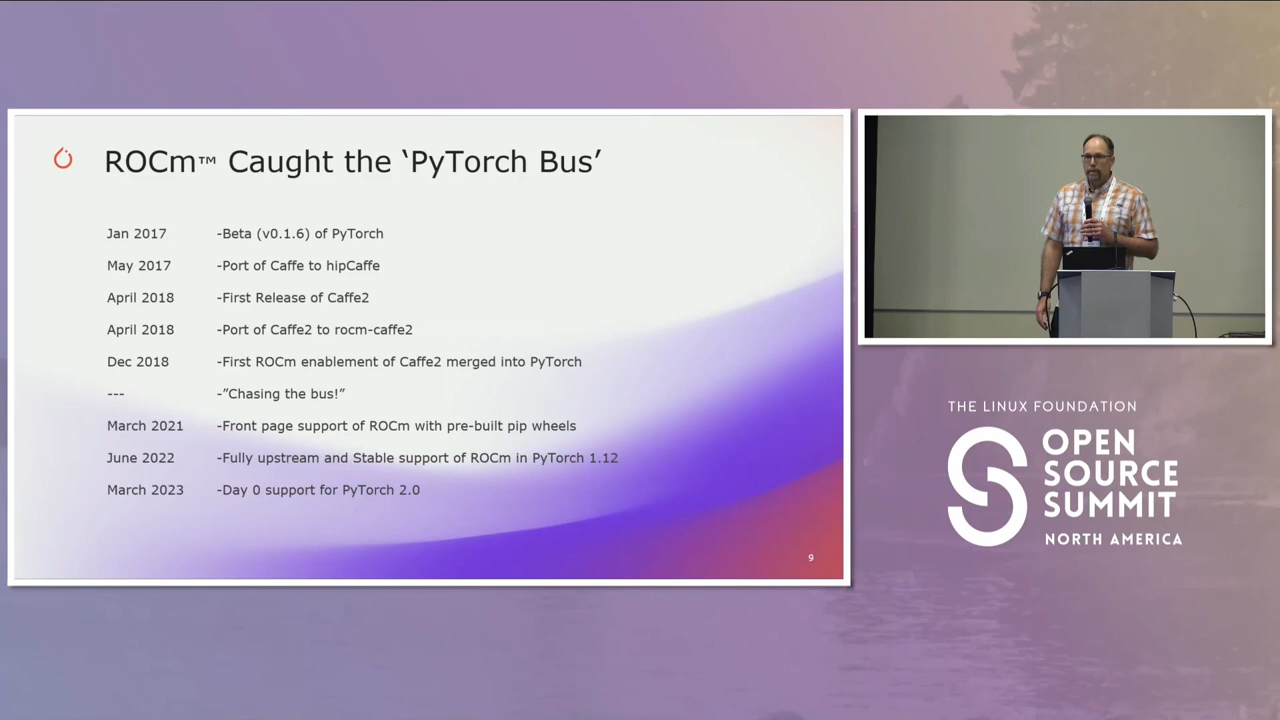 ROCm™ Caught the ‘PyTorch Bus’
Jan 2017 -Beta (v0.1.6) of PyTorch
May 2017 -Port of Caffe to hipCaffe
April 2018 -First Release of Caffe2
April 2018 -Port of Caffe2 to rocm-caffe2
Dec 2018 -First ROCm enablement of Caffe2 merged into PyTorch
--- -”Chasing the bus!”
March 2021 -Front page support of ROCm with pre-built pip wheels
June 2022 -Fully upstream and Stable support of ROCm in PyTorch 1.12
March 2023 -Day 0 support for PyTorch 2.0
9
THE LINUX FOUNDATION
OPEN
SOURCE
SUMMIT
NORTH AMERICA